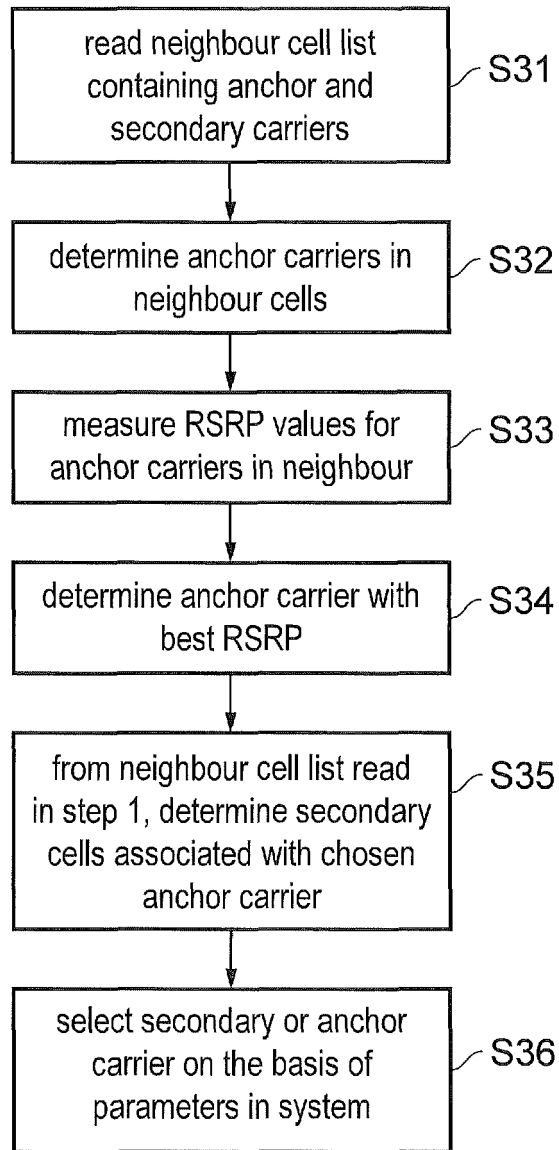 read neighbour cell list
containing anchor and
secondary carriers
S31
determine anchor carriers in
neighbour cells
S32
measure RSRP values for
anchor carriers in neighbour
S33
determine anchor carrier with
best RSRP
S34
from neighbour cell list read
in step 1, determine secondary
cells associated with chosen
anchor carrier
S35
select secondary or anchor
carrier on the basis of
parameters in system
S36